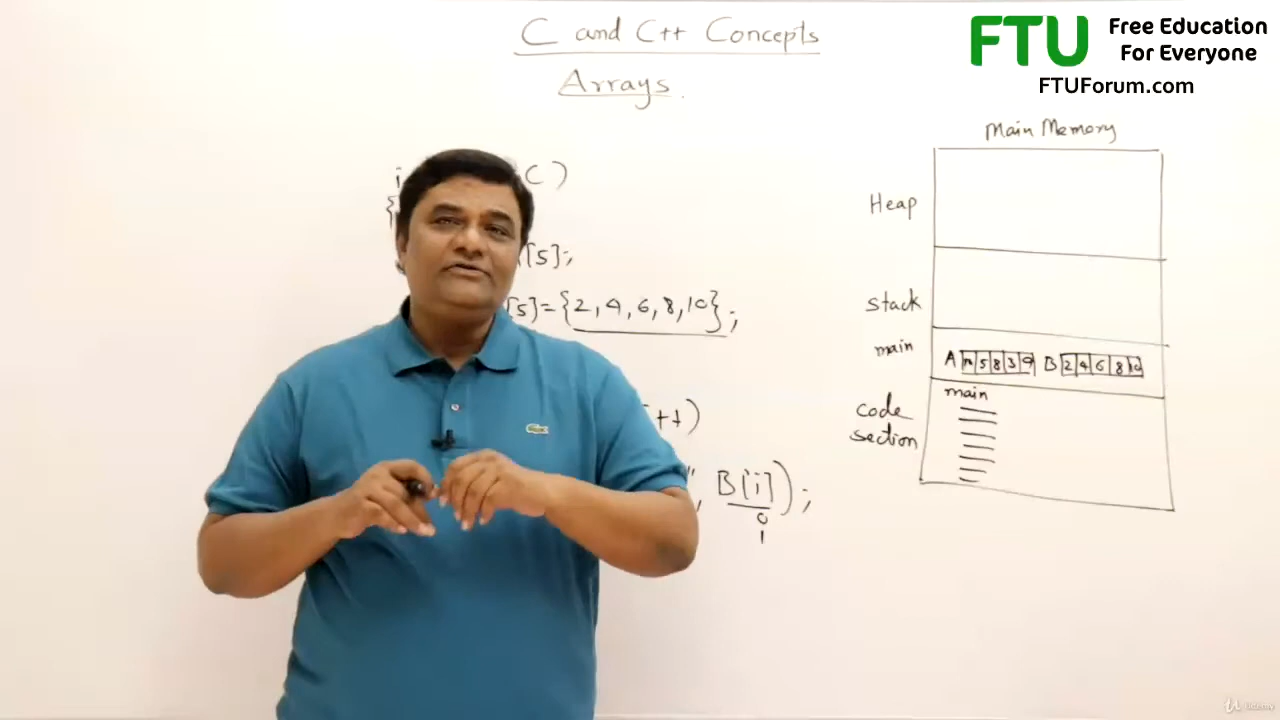 C and C++ Concepts
Arrays.
FTU Free Education
For Everyone
FTUForum.com
C)
{
[5];
[5]={2,4,6,8,10};
++)
", B[i]);
0
1
Main Memory
Heap
stack
main
A 5 8 3 9 B 2 4 6 8 10
main
code
section
Udemy